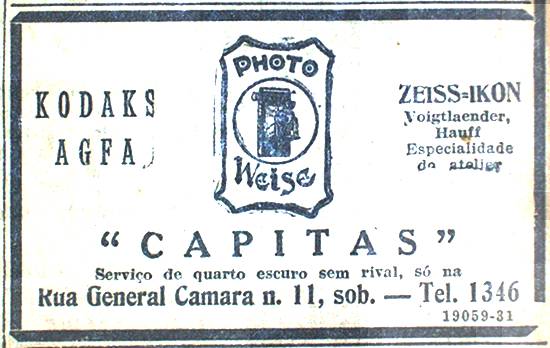 KODAKS
AGFA
PHOTO
Weise
ZEISS=IKON
Voigtlaender,
Hauff
Especialidade
do atelier
“CAPITAS”
Serviço de quarto escuro sem rival, só na
Rua General Camara n. 11, sob. — Tel. 1346
19059-31